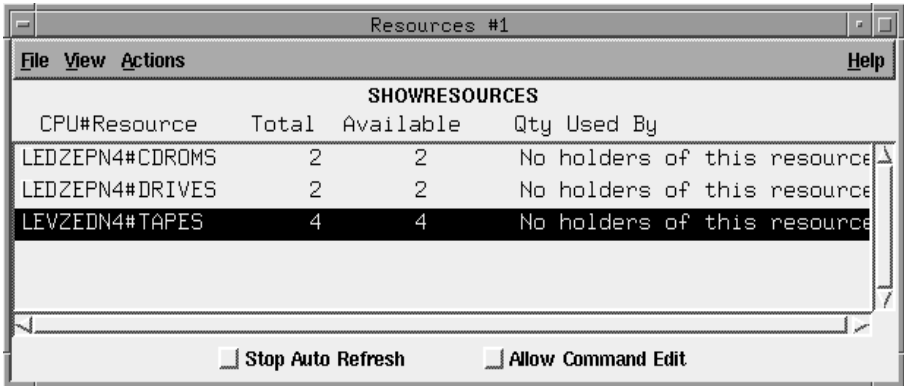 Resources #1
File View Actions Help
SHOWRESOURCES
CPU#Resource Total Available Qty Used By
LEDZEPN4#CDROMS 2 2 No holders of this resource
LEDZEPN4#DRIVES 2 2 No holders of this resource
LEVZEDN4#TAPES 4 4 No holders of this resource
Stop Auto Refresh Allow Command Edit